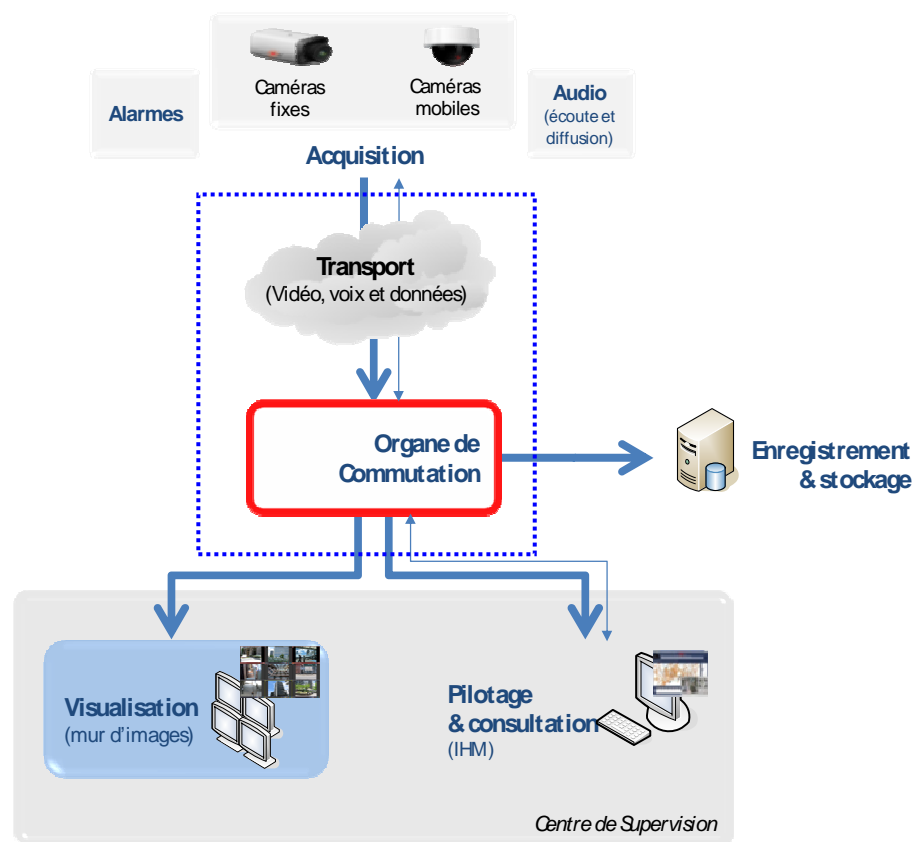 Caméras
fixes
Caméras
mobiles
Alarmes
Audio
(écoute et
diffusion)
Acquisition
Transport
(Vidéo, voix et données)
Organe de
Commutation
Enregistrement
& stockage
Visualisation
(mur d'images)
Pilotage
& consultation
(IHM)
Centre de Supervision